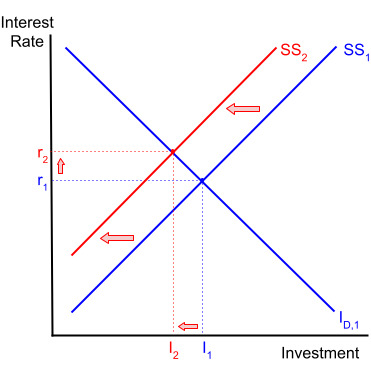 Interest
Rate
SS2
SS1
r2
r1
ID,1
I2
I1
Investment